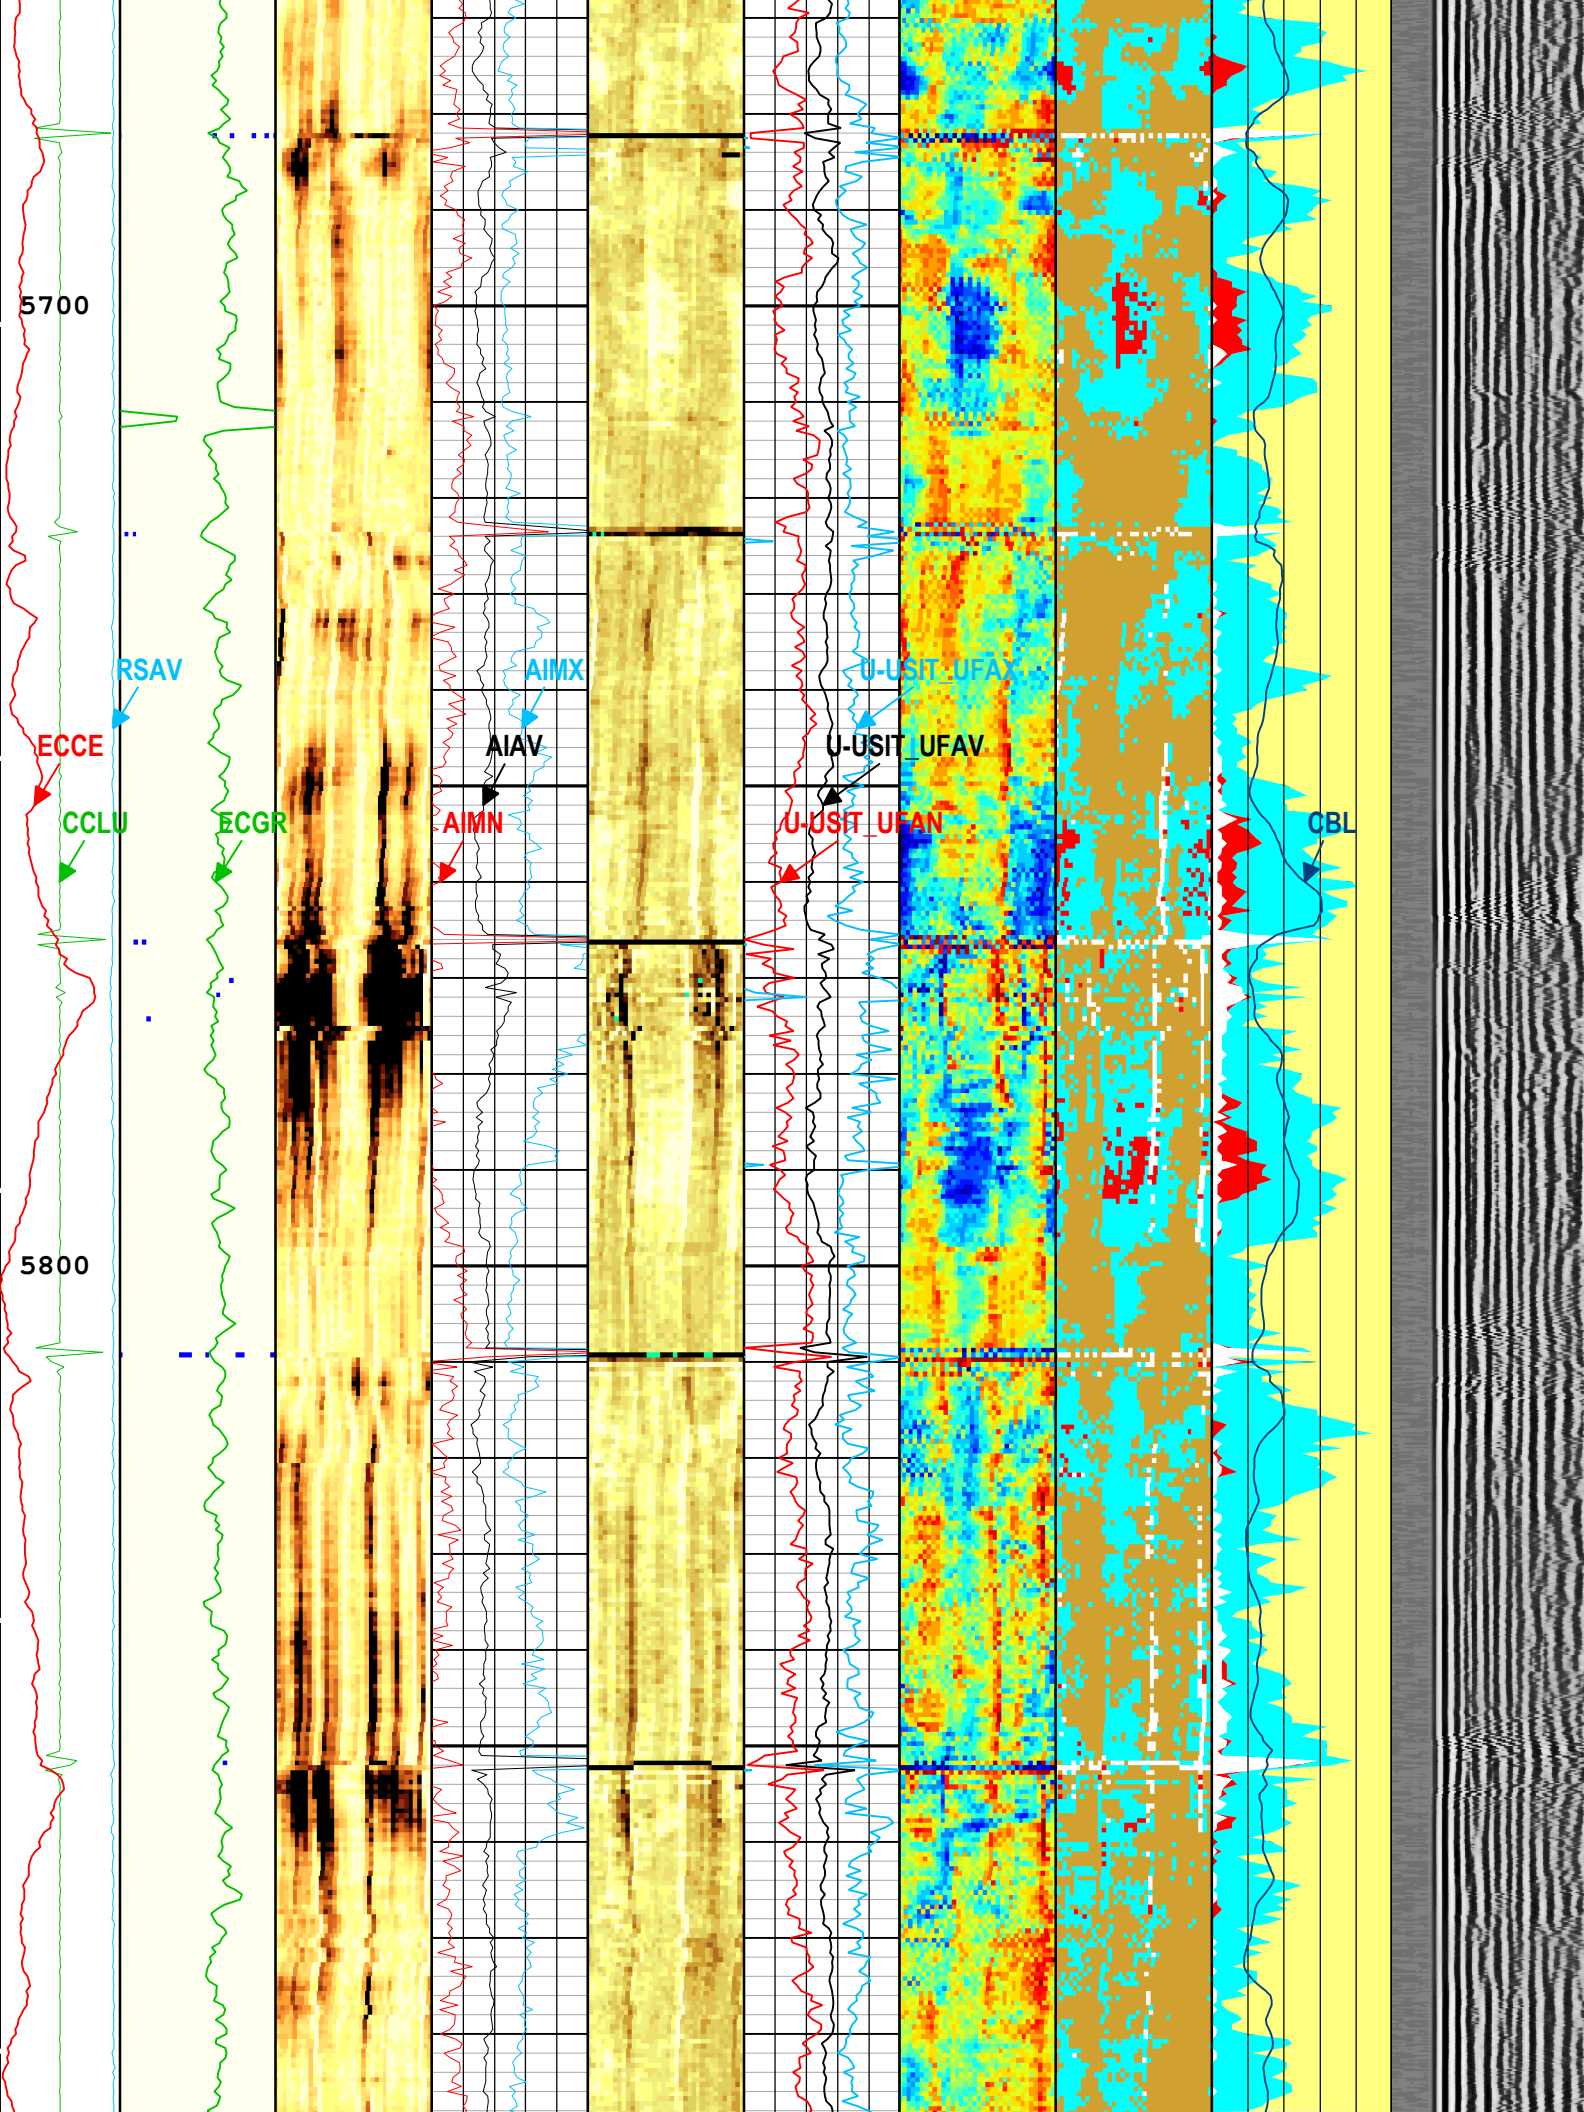 5700
RSAV
AIMX
U-USIT_UFAX
ECCE
AIAV
U-USIT_UFAV
CCLU
ECGR
AIMN
U-USIT_UFAN
CBL
5800